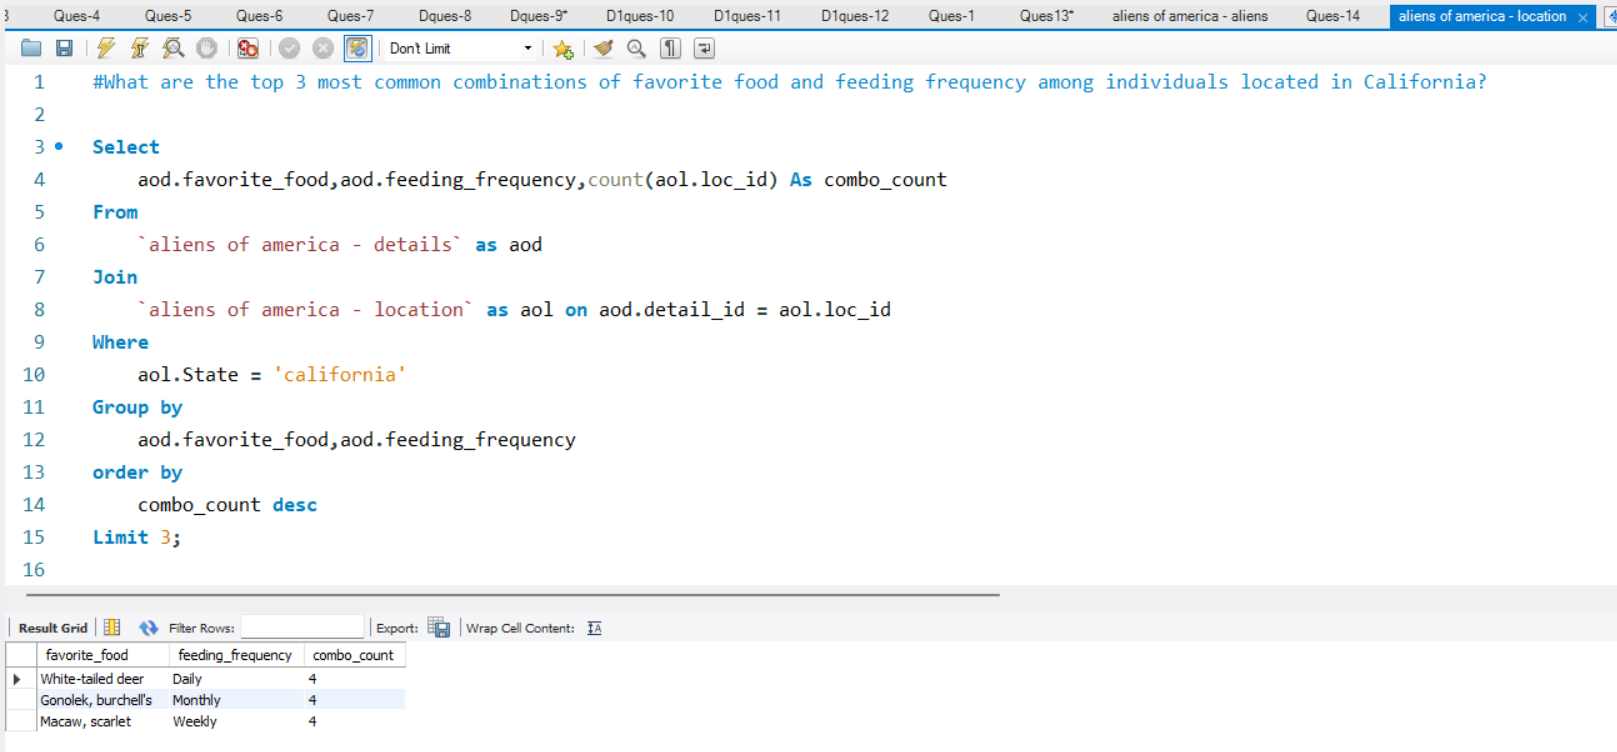 3 Ques-4 Ques-5 Ques-6 Ques-7 Dques-8 Dques-9* D1ques-10 D1ques-11 D1ques-12 Ques-1 Ques13* aliens of america - aliens Ques-14 aliens of america - location
Don't Limit
1 #What are the top 3 most common combinations of favorite food and feeding frequency among individuals located in California?
2
3 Select
4 aod.favorite_food,aod.feeding_frequency,count(aol.loc_id) As combo_count
5 From
6 `aliens of america - details` as aod
7 Join
8 `aliens of america - location` as aol on aod.detail_id = aol.loc_id
9 Where
10 aol.State = 'california'
11 Group by
12 aod.favorite_food,aod.feeding_frequency
13 order by
14 combo_count desc
15 Limit 3;
16
Result Grid Filter Rows: Export: Wrap Cell Content:
favorite_food feeding_frequency combo_count
White-tailed deer Daily 4
Gonolek, burchell's Monthly 4
Macaw, scarlet Weekly 4